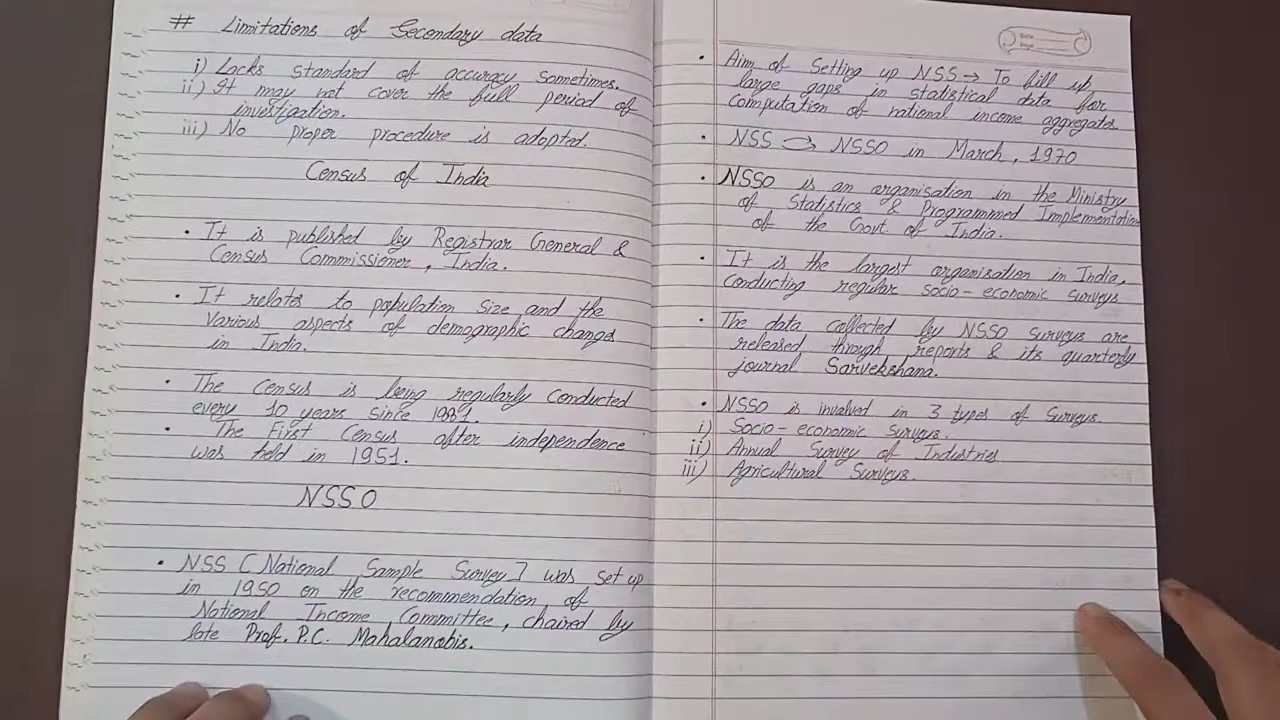 # Limitations of Secondary data
i) Lacks standard of accuracy sometimes.
ii) It may not cover the full period of
investigation.
iii) No proper procedure is adopted.
Census of India
• It is published by Registrar General &
Census Commissioner, India.
• It relates to population size and the
various aspects of demographic changes
in India.
• The census is being regularly conducted
every 10 years since
• The First Census after independence
was held in 1951.
NSSO
• NSS [National Sample Survey] was set up
in 1950 on the recommendation of
National Income Committee, chaired by
late Prof. P.C. Mahalanobis.
• Aim of Setting up NSS → To fill up
large gaps in statistical data for
computation of national income aggregates.
• NSS → NSSO in March, 1970
• NSSO is an organisation in the Ministry
of Statistics & Programmed Implementation
of the Govt. of India.
• It is the largest organisation in India,
conducting regular socio-economic surveys
• The data collected by NSSO surveys are
released through reports & its quarterly
journal Sarvekshana.
• NSSO is involved in 3 types of Surveys.
i) Socio-economic Surveys.
ii) Annual Survey of Industries
iii) Agricultural Surveys.